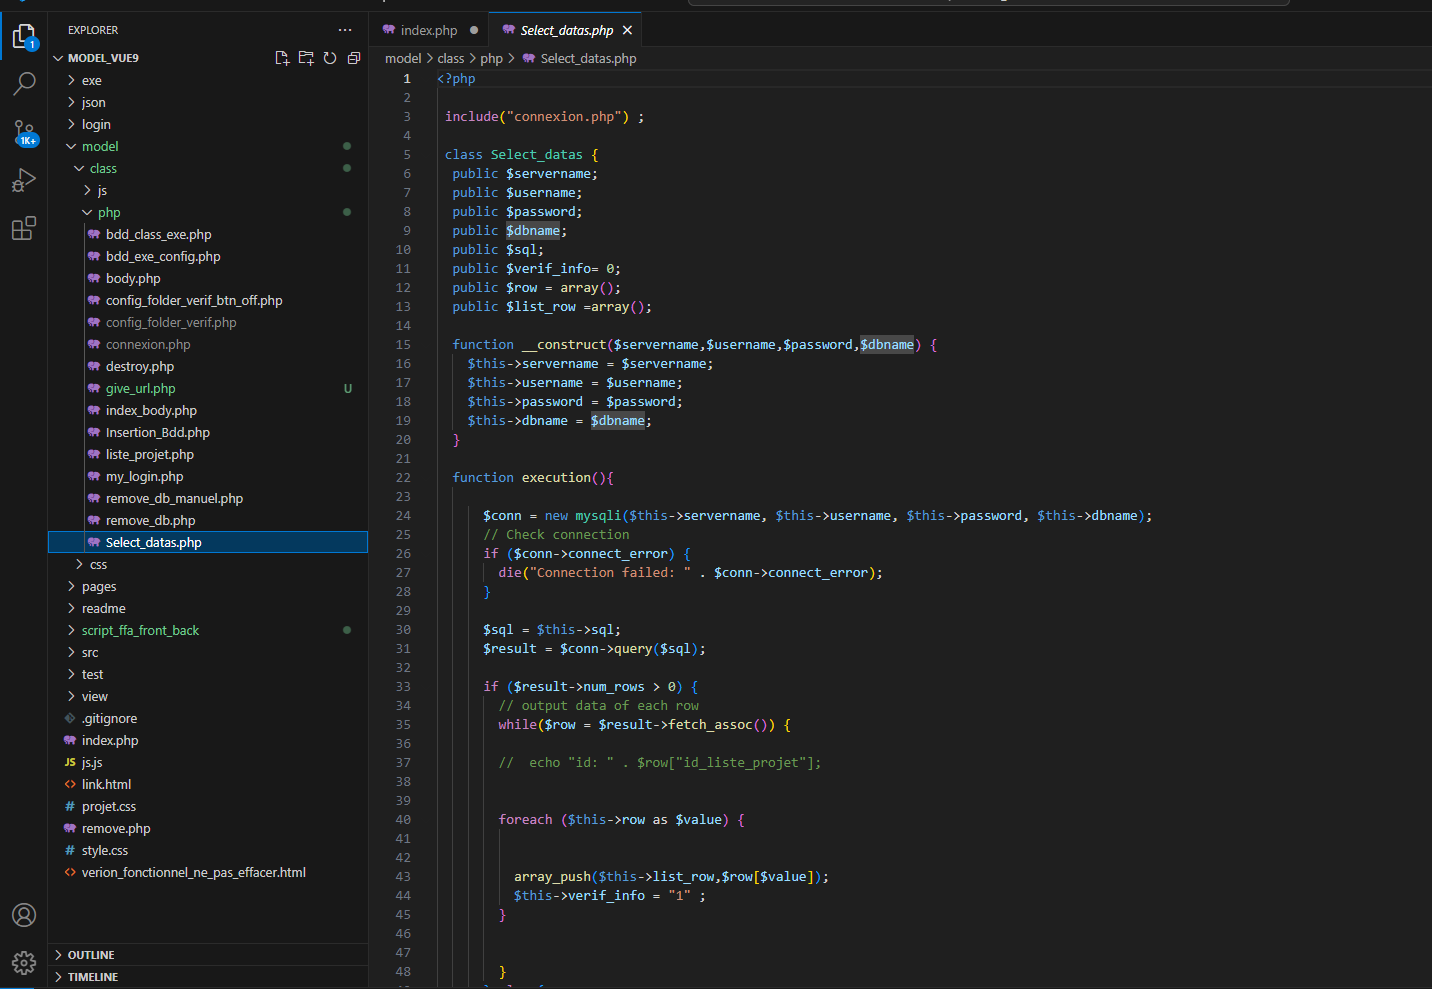 EXPLORER
...
index.php
Select_datas.php
1
MODEL_VUE9
model > class > php > Select_datas.php
exe
json
login
1K+
model
class
js
php
bdd_class_exe.php
bdd_exe_config.php
body.php
config_folder_verif_btn_off.php
config_folder_verif.php
connexion.php
destroy.php
give_url.php U
index_body.php
Insertion_Bdd.php
liste_projet.php
my_login.php
remove_db_manuel.php
remove_db.php
Select_datas.php
css
pages
readme
script_ffa_front_back
src
test
view
.gitignore
index.php
JS js.js
<> link.html
# projet.css
remove.php
# style.css
<> verion_fonctionnel_ne_pas_effacer.html
OUTLINE
TIMELINE
1 <?php
2
3 include("connexion.php") ;
4
5 class Select_datas {
6 public $servername;
7 public $username;
8 public $password;
9 public $dbname;
10 public $sql;
11 public $verif_info= 0;
12 public $row = array();
13 public $list_row =array();
14
15 function __construct($servername,$username,$password,$dbname) {
16 $this->servername = $servername;
17 $this->username = $username;
18 $this->password = $password;
19 $this->dbname = $dbname;
20 }
21
22 function execution(){
23
24 $conn = new mysqli($this->servername, $this->username, $this->password, $this->dbname);
25 // Check connection
26 if ($conn->connect_error) {
27 die("Connection failed: " . $conn->connect_error);
28 }
29
30 $sql = $this->sql;
31 $result = $conn->query($sql);
32
33 if ($result->num_rows > 0) {
34 // output data of each row
35 while($row = $result->fetch_assoc()) {
36
37 //  echo "id: " . $row["id_liste_projet"];
38
39
40 foreach ($this->row as $value) {
41
42
43 array_push($this->list_row,$row[$value]);
44 $this->verif_info = "1" ;
45 }
46
47
48 }